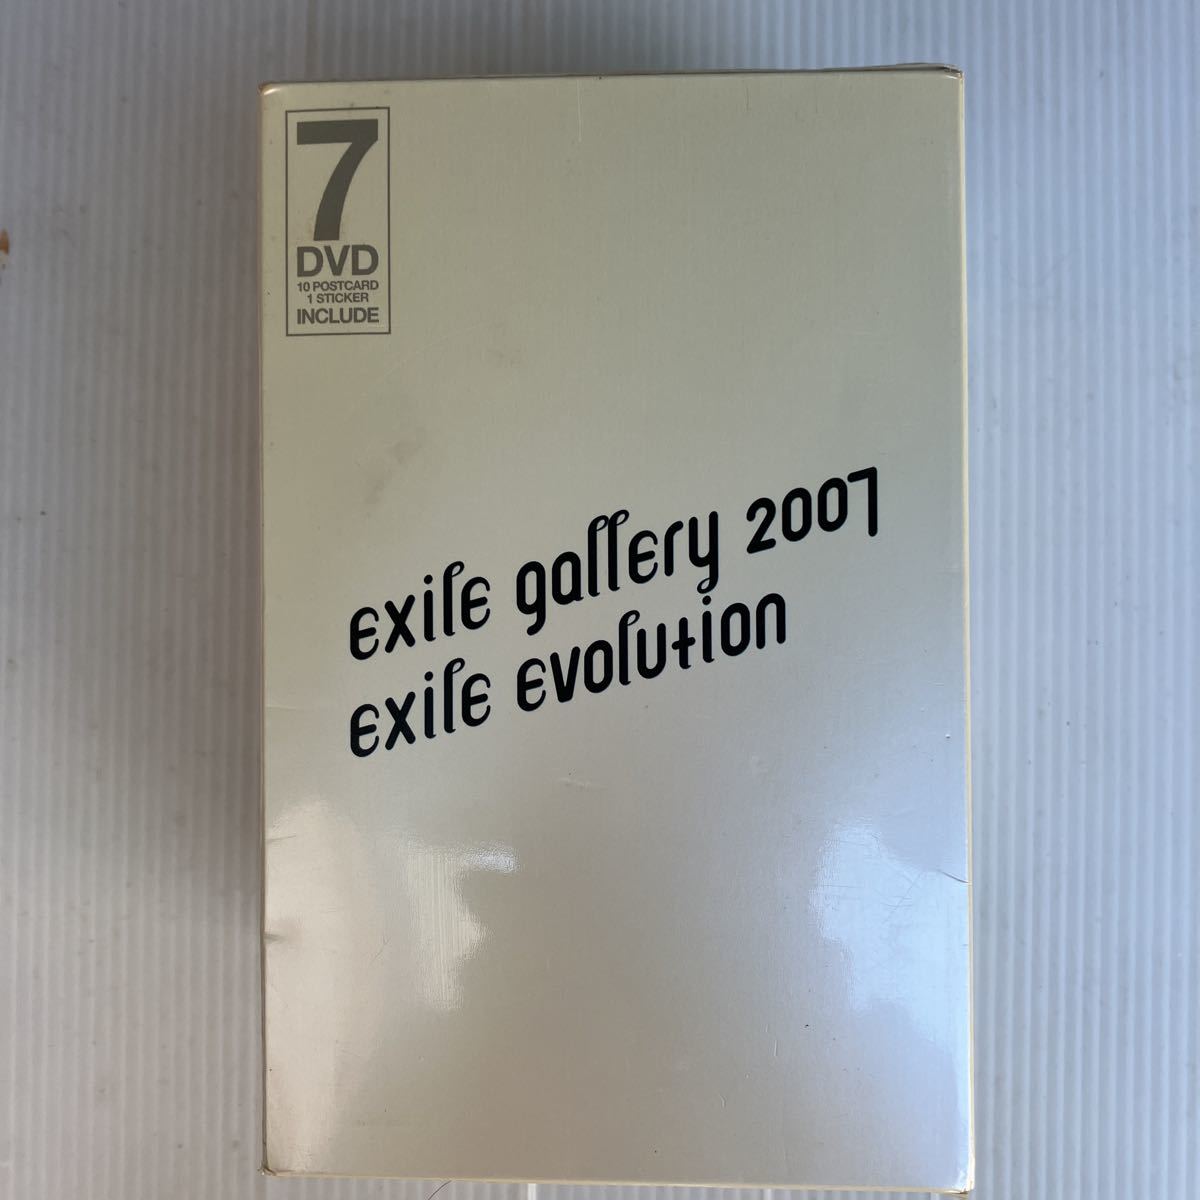 7
DVD
10 POSTCARD
1 STICKER
INCLUDE
exile gallery 2007
exile evolution